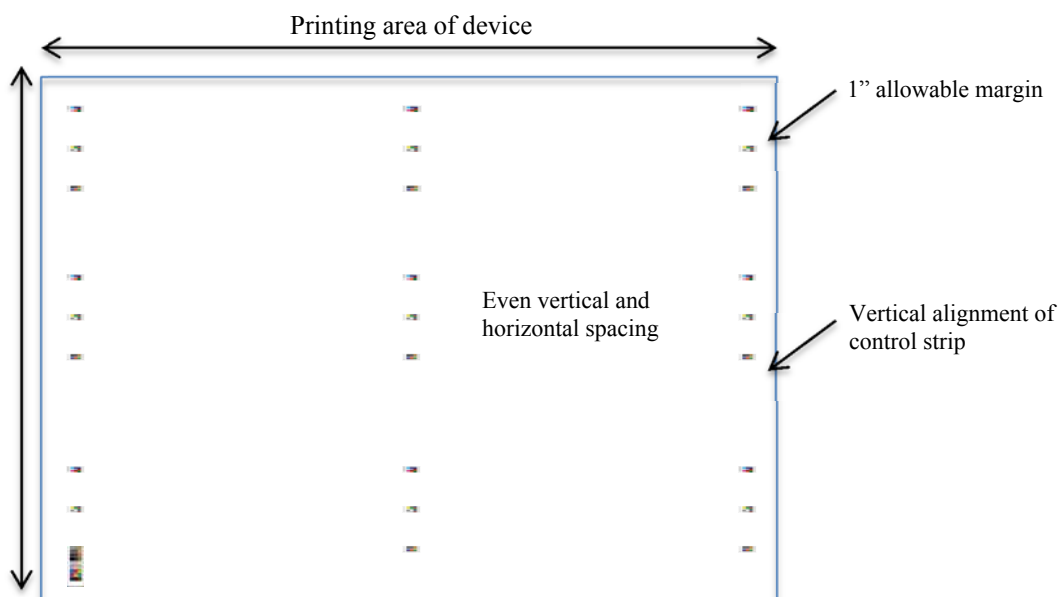 Printing area of device
1” allowable margin
Even vertical and
horizontal spacing
Vertical alignment of
control strip